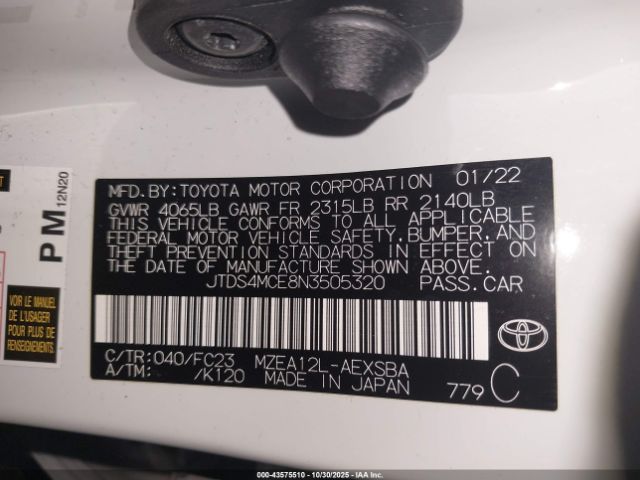 MFD.BY:TOYOTA MOTOR CORPORATION 01/22
GVWR 4065LB GAWR FR 2315LB RR 2140LB
THIS VEHICLE CONFORMS TO ALL APPLICABLE
FEDERAL MOTOR VEHICLE SAFETY,BUMPER,AND
THEFT PREVENTION STANDARDS IN EFFECT ON
THE DATE OF MANUFACTURE SHOWN ABOVE.
JTDS4MCE8N3505320 PASS.CAR
C/TR:040/FC23 MZEA12L-AEXSBA
A/TM: /K120 MADE IN JAPAN
779 C
PM 12N20
VOIR LE MANUEL
DE L'USAGER
POUR PLUS DE
RENSEIGNEMENTS.
000-43575510 - 10/30/2025 - Copyright © 2025 IAA Inc.